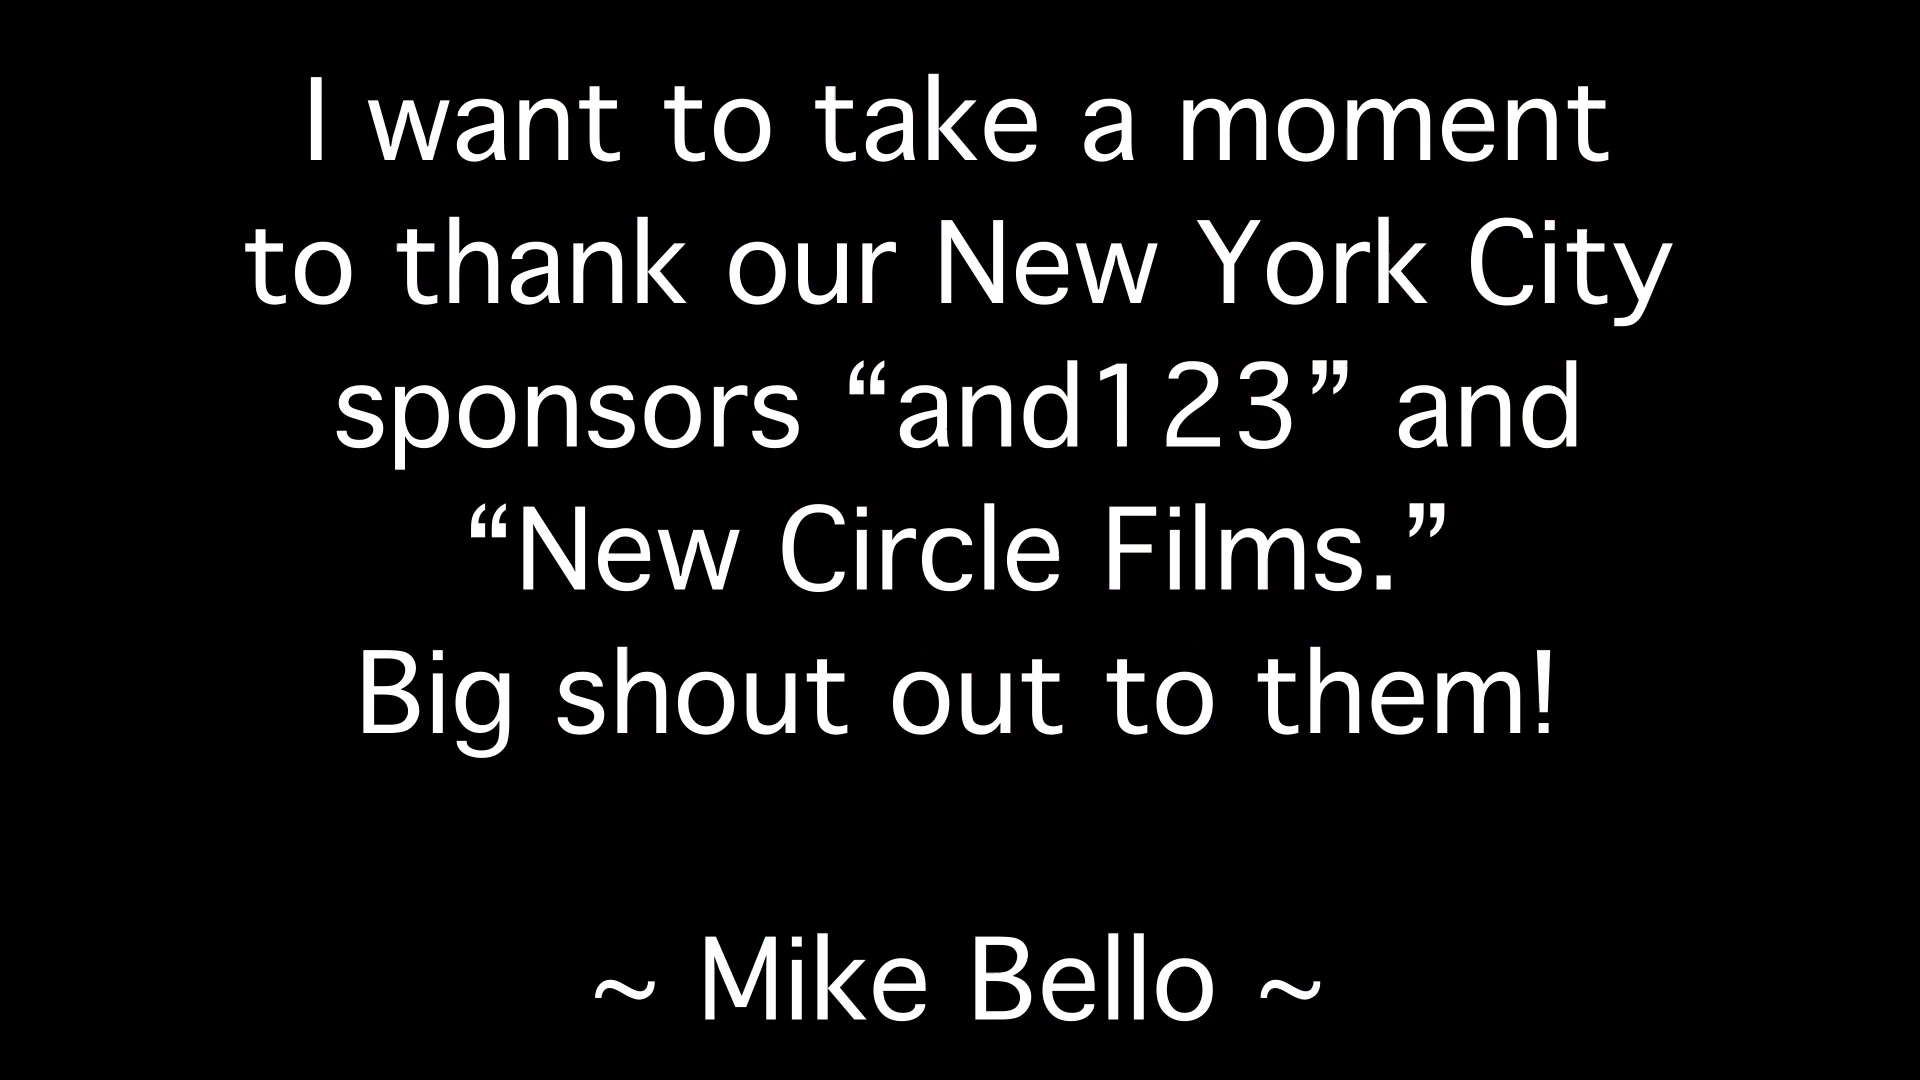 I want to take a moment
to thank our New York City
sponsors “and123” and
“New Circle Films.”
Big shout out to them!
~ Mike Bello ~